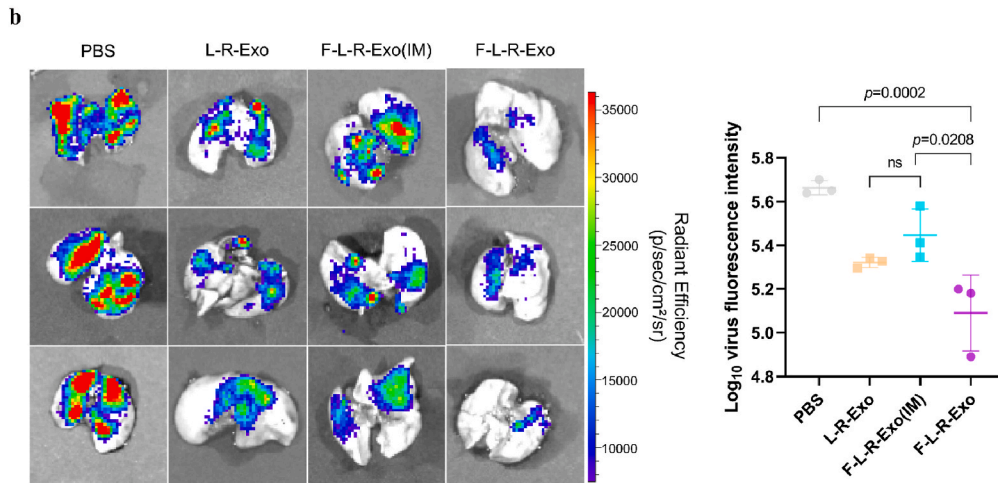 b
PBS
L-R-Exo
F-L-R-Exo(IM)
F-L-R-Exo
35000
30000
25000
20000
15000
10000
Radiant Efficiency
(p/sec/cm²/sr)
p=0.0002
p=0.0208
ns
Log₁₀ virus fluorescence intensity
5.8
5.6
5.4
5.2
5.0
4.8
PBS
L-R-Exo
F-L-R-Exo(IM)
F-L-R-Exo